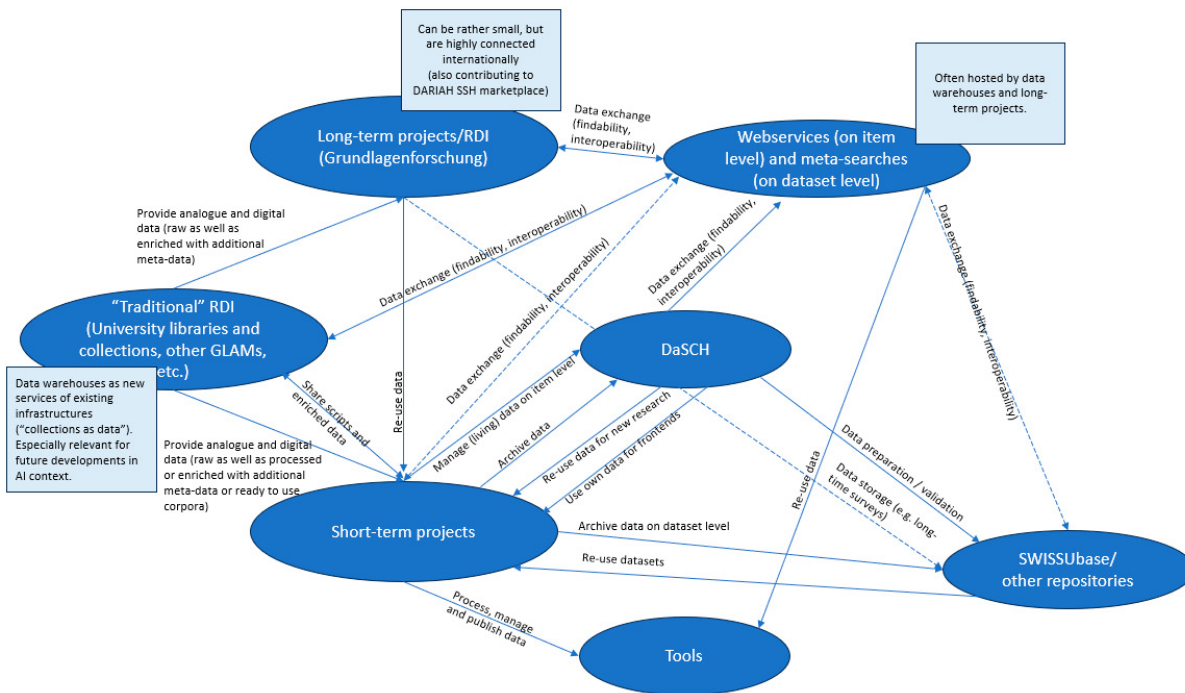 Can be rather small, but
are highly connected
internationally
(also contributing to
DARIAH SSH marketplace)
Often hosted by data
warehouses and long-
term projects.
Long-term projects/RDI
(Grundlagenforschung)
Data exchange
(findability,
interoperability)
Webservices (on item
level) and meta-searches
(on dataset level)
Provide analogue and digital
data (raw as well as
enriched with additional
meta-data)
Data exchange (findability, interoperability)
Data exchange (findability, interoperability)
Data exchange (findability,
interoperability)
Data exchange (findability, interoperability)
"Traditional" RDI
(University libraries and
collections, other GLAMs,
etc.)
DaSCH
Data warehouses as new
services of existing
infrastructures
("collections as data").
Especially relevant for
future developments in
AI context.
Share scripts and
enriched data
Re-use data
Manage (living) data on item level
Archive data
Re-use data for new research
Use own data for frontends
Re-use data
Data preparation / validation
Data storage (e.g. long-
time surveys)
Provide analogue and digital
data (raw as well as processed
or enriched with additional
meta-data or ready to use
corpora)
Short-term projects
Archive data on dataset level
Re-use datasets
SWISSUbase/
other repositories
Process, manage
and publish data
Tools